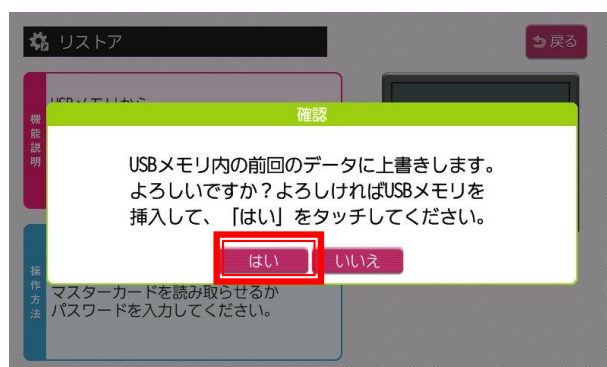 リストア
戻る
機能説明
確認
USBメモリ内の前回のデータに上書きします。
よろしいですか？よろしければUSBメモリを
挿入して、「はい」をタッチしてください。
はい
いいえ
操作方法
マスターカードを読み取らせるか
パスワードを入力してください。